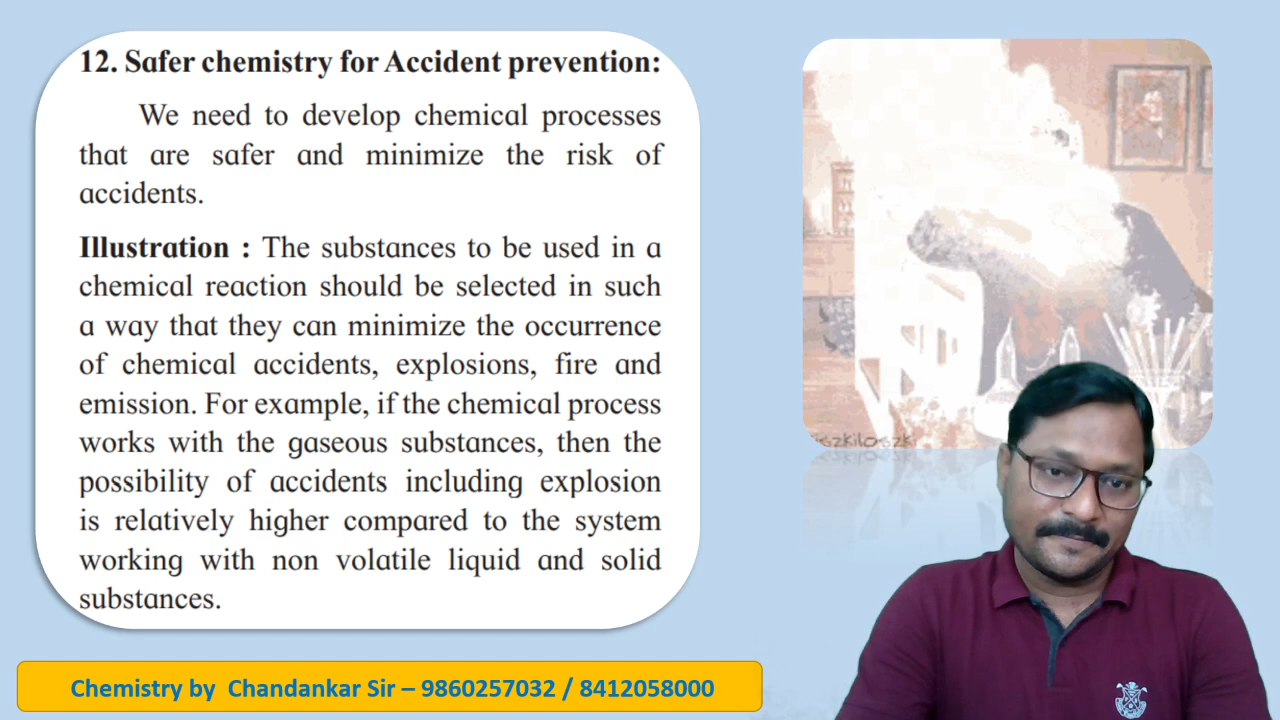 12. Safer chemistry for Accident prevention:
We need to develop chemical processes
that are safer and minimize the risk of
accidents.
Illustration : The substances to be used in a
chemical reaction should be selected in such
a way that they can minimize the occurrence
of chemical accidents, explosions, fire and
emission. For example, if the chemical process
works with the gaseous substances, then the
possibility of accidents including explosion
is relatively higher compared to the system
working with non volatile liquid and solid
substances.
Chemistry by Chandankar Sir – 9860257032 / 8412058000